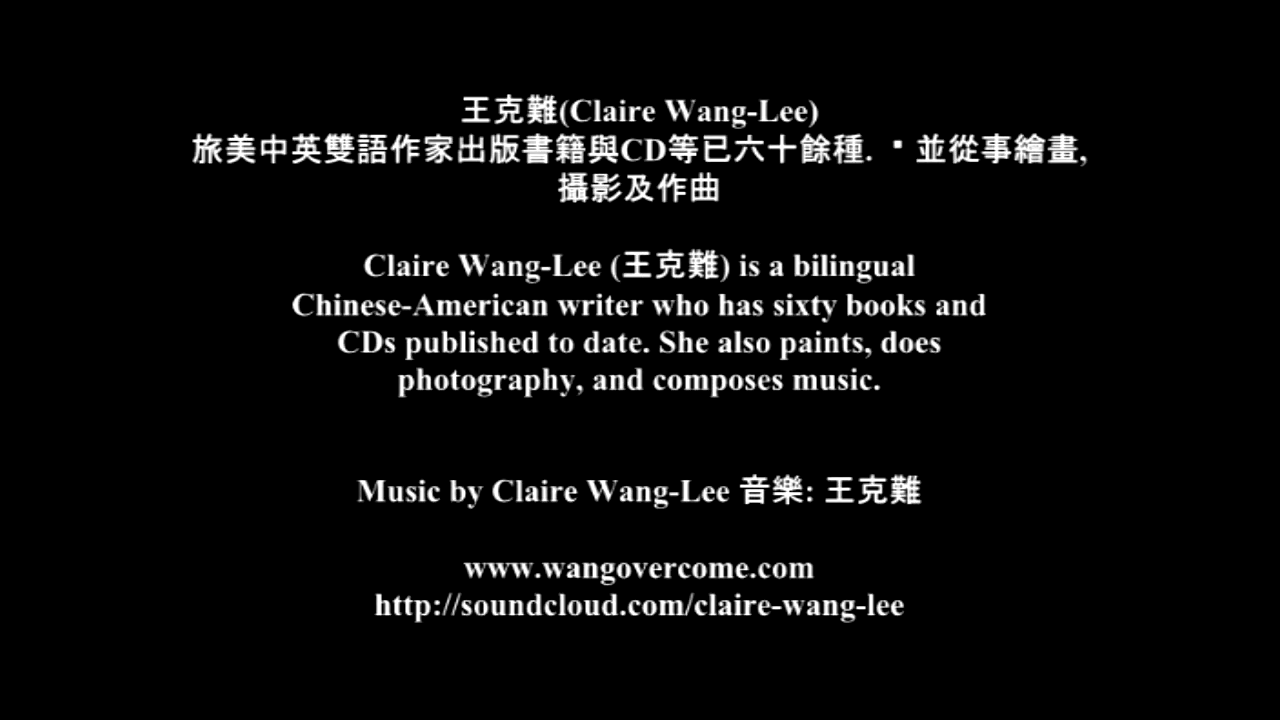 王克難(Claire Wang-Lee)
旅美中英雙語作家出版書籍與CD等已六十餘種. ▪並從事繪畫,
攝影及作曲
Claire Wang-Lee (王克難) is a bilingual
Chinese-American writer who has sixty books and
CDs published to date. She also paints, does
photography, and composes music.
Music by Claire Wang-Lee 音樂: 王克難
www.wangovercome.com
http://soundcloud.com/claire-wang-lee